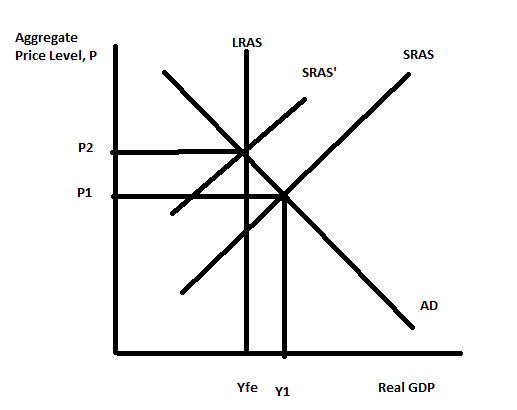 Aggregate
Price Level, P
LRAS
SRAS
SRAS'
P2
P1
AD
Yfe
Y1
Real GDP